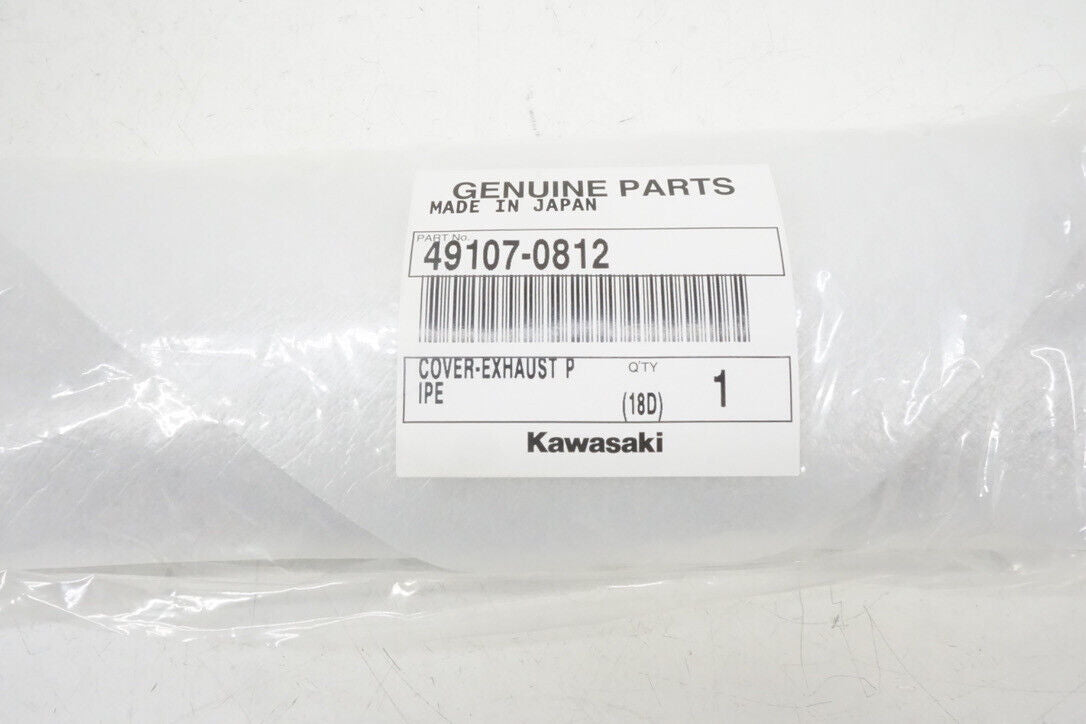 GENUINE PARTS
MADE IN JAPAN
PART No.
49107-0812
COVER-EXHAUST P
IPE
Q'TY
(18D)
1
Kawasaki